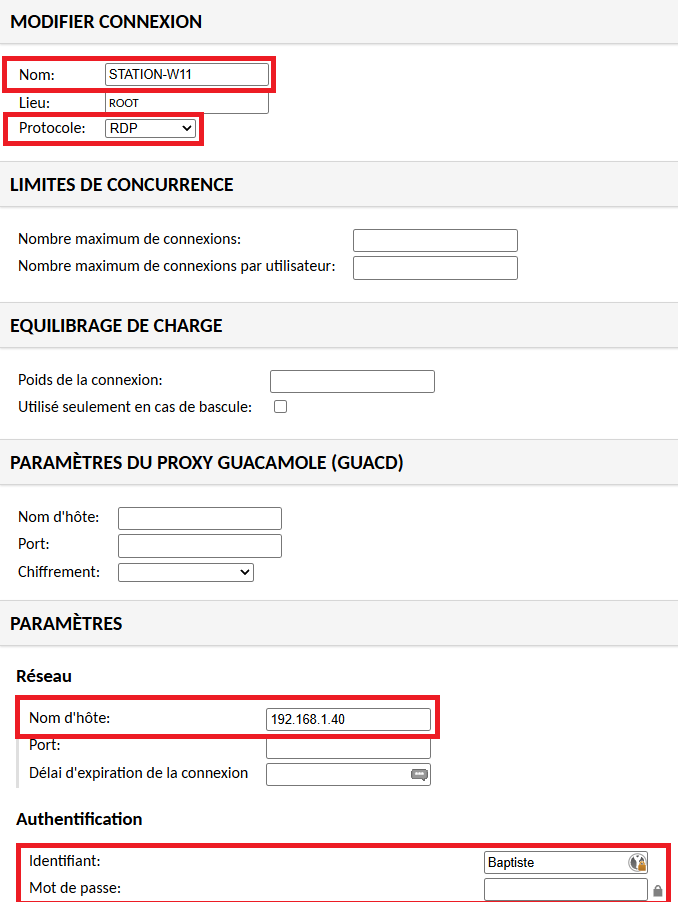 MODIFIER CONNEXION
Nom: STATION-W11
Lieu: ROOT
Protocole: RDP
LIMITES DE CONCURRENCE
Nombre maximum de connexions:
Nombre maximum de connexions par utilisateur:
EQUILIBRAGE DE CHARGE
Poids de la connexion:
Utilisé seulement en cas de bascule:
PARAMÈTRES DU PROXY GUACAMOLE (GUACD)
Nom d'hôte:
Port:
Chiffrement:
PARAMÈTRES
Réseau
Nom d'hôte: 192.168.1.40
Port:
Délai d'expiration de la connexion
Authentification
Identifiant: Baptiste
Mot de passe: